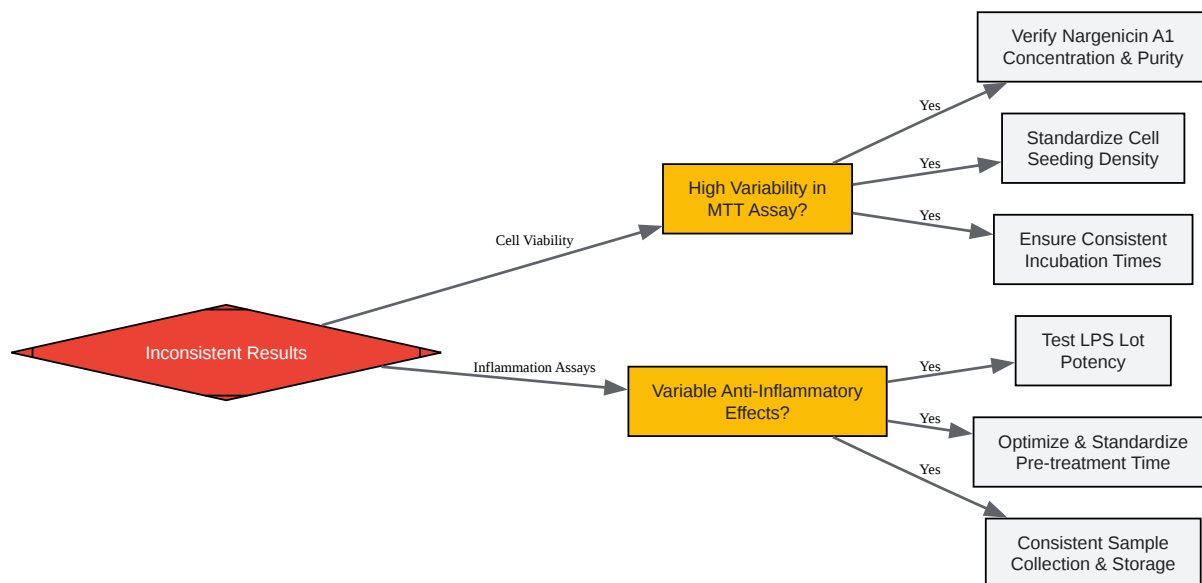 Verify Nargenicin A1
Concentration & Purity
Yes
Standardize Cell
Seeding Density
Yes
High Variability in
MTT Assay?
Yes
Ensure Consistent
Incubation Times
Cell Viability
Inconsistent Results
Inflammation Assays
Test LPS Lot
Potency
Yes
Variable Anti-Inflammatory
Effects?
Yes
Optimize & Standardize
Pre-treatment Time
Yes
Consistent Sample
Collection & Storage